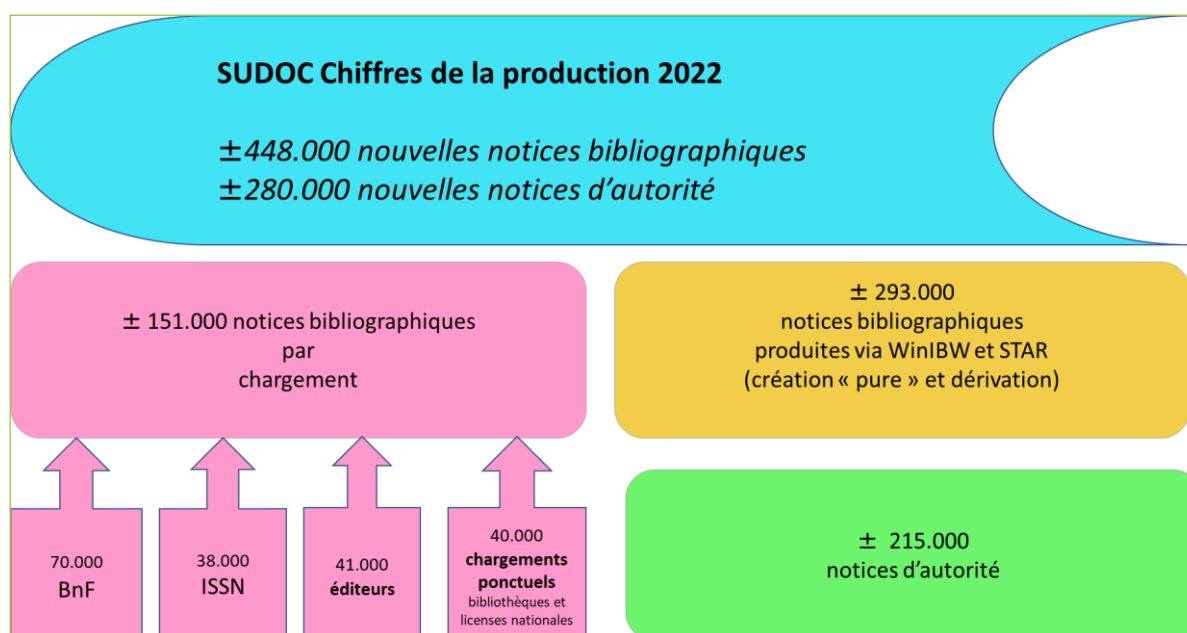 SUDOC Chiffres de la production 2022
±448.000 nouvelles notices bibliographiques
±280.000 nouvelles notices d’autorité
± 151.000 notices bibliographiques
par
chargement
± 293.000
notices bibliographiques
produites via WinIBW et STAR
(création « pure » et dérivation)
70.000
BnF
38.000
ISSN
41.000
éditeurs
40.000
chargements
ponctuels
bibliothèques et
licenses nationales
± 215.000
notices d’autorité